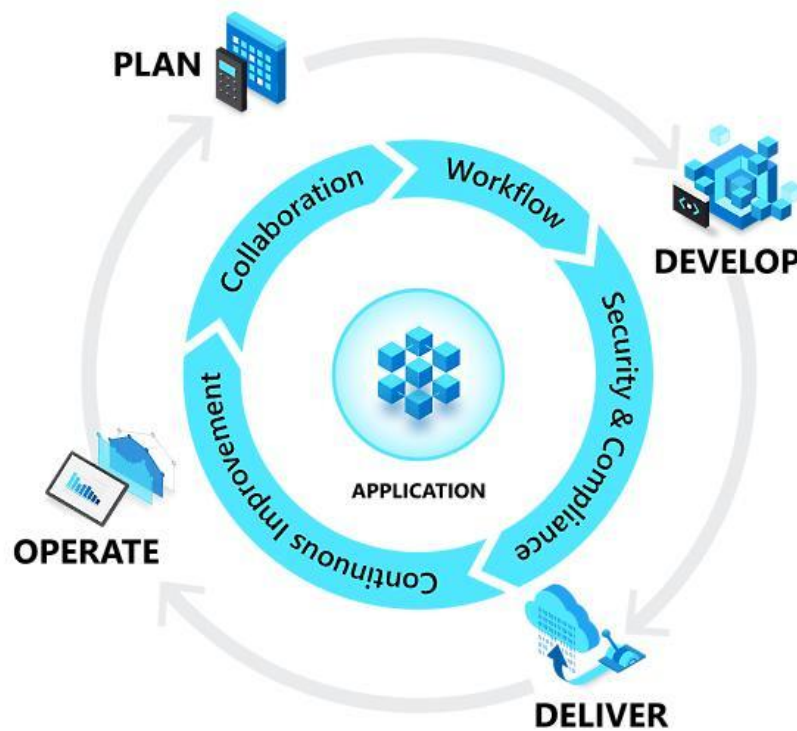 PLAN
DEVELOP
DELIVER
OPERATE
Collaboration
Workflow
Security & Compliance
Continuous Improvement
APPLICATION